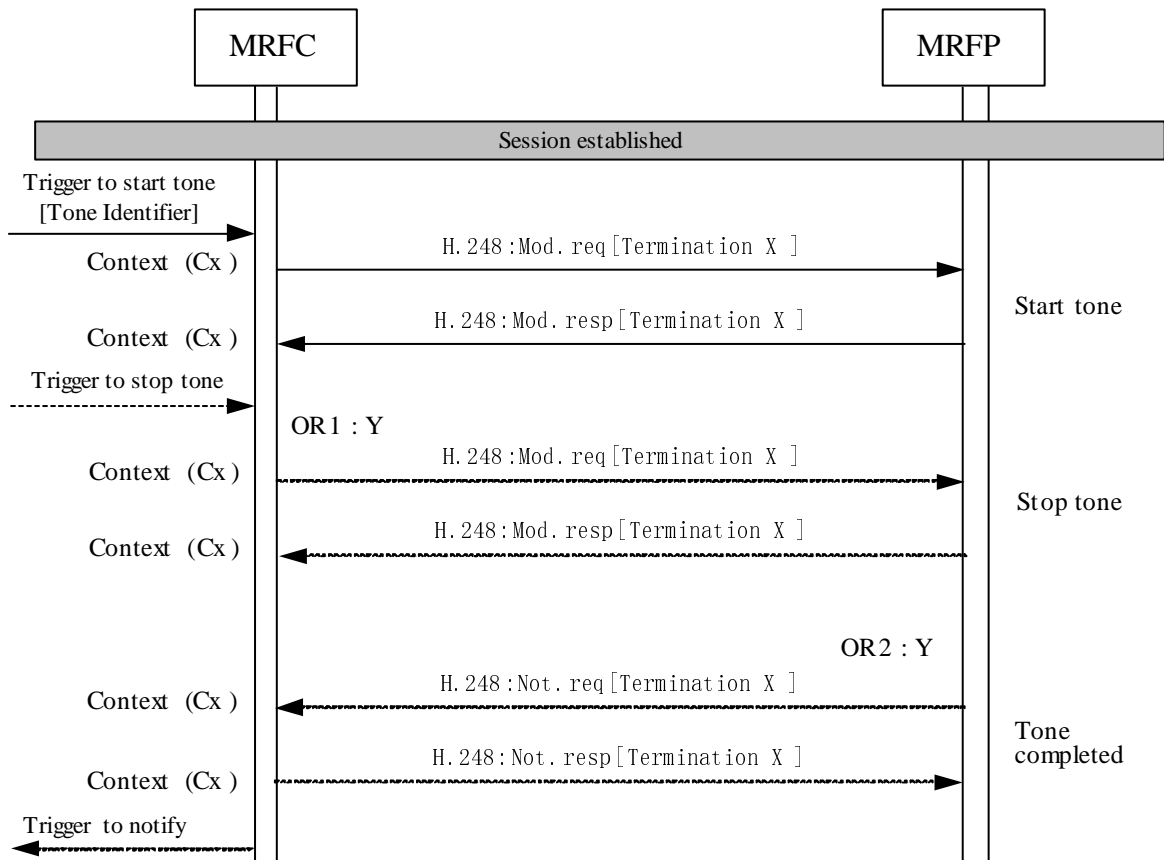 MRFC
MRFP
Session established
Trigger to start tone
[Tone Identifier]
Context (Cx )
H.248:Mod.req[Termination X ]
Start tone
Context (Cx )
H.248:Mod.resp[Termination X ]
Trigger to stop tone
OR1 : Y
Context (Cx )
H.248:Mod.req[Termination X ]
Stop tone
Context (Cx )
H.248:Mod.resp[Termination X ]
OR2 : Y
Context (Cx )
H.248:Not.req[Termination X ]
Tone
completed
Context (Cx )
H.248:Not.resp[Termination X ]
Trigger to notify